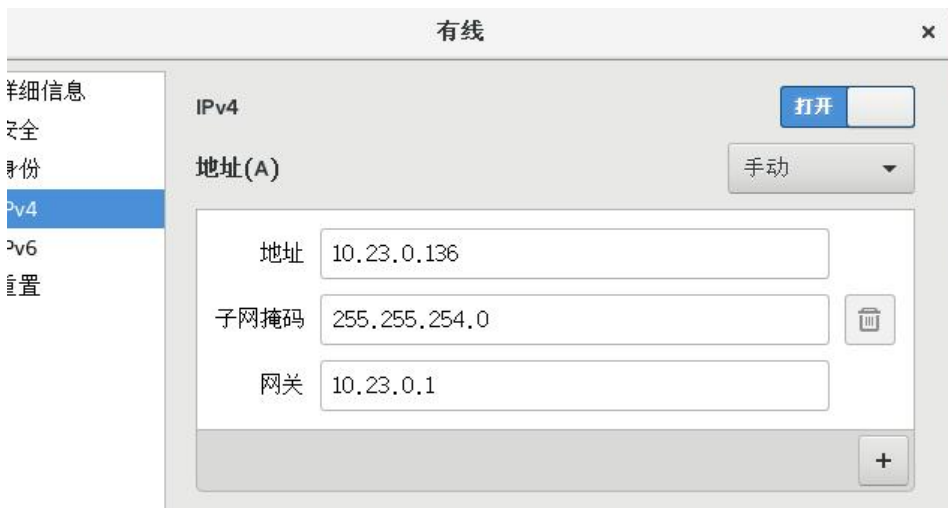 有线
详细信息
安全
身份
IPv4
IPv6
重置
IPv4
打开
地址(A)
手动
地址
10.23.0.136
子网掩码
255.255.254.0
网关
10.23.0.1
+